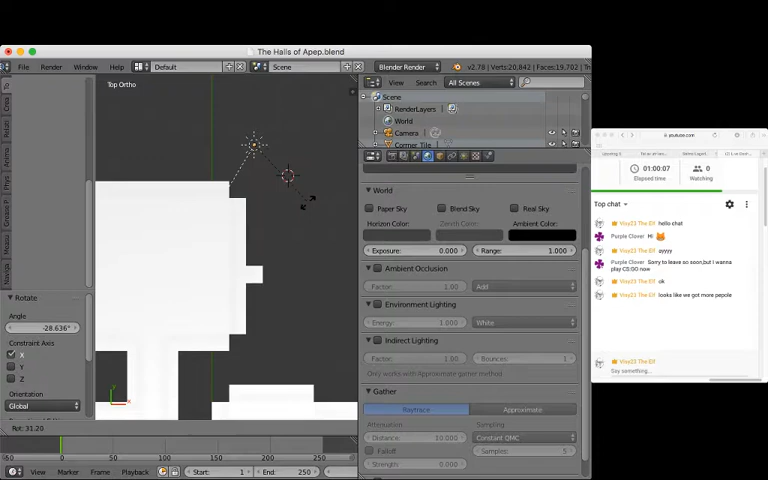 The Halls of Apep.blend
File
Render
Window
Help
Default
Scene
Blender Render
v2.78 | Verts:20,842 | Faces:19,702
Top Ortho
View
Search
All Scenes
Scene
RenderLayers
World
Camera
Corner Tile
World
Paper Sky
Blend Sky
Real Sky
Horizon Color:
Zenith Color:
Ambient Color:
Exposure: 0.000
Range: 1.000
Ambient Occlusion
Factor: 1.00
Add
Environment Lighting
Energy: 1.000
White
Indirect Lighting
Factor: 1.00
Bounces: 1
Only works with Approximate gather method
Gather
Raytrace
Approximate
Attenuation
Sampling
Distance: 10.000
Constant QMC
Falloff
Samples: 5
Strength: 0.000
Rotate
Angle
-28.636°
Constraint Axis
X
Y
Z
Orientation
Global
Rot: 31.20
-50
0
50
100
150
200
250
View
Marker
Frame
Playback
Start: 1
End: 250
youtube.com
01:00:07
Elapsed time
0
Watching
Top chat
Vixy23 The Elf hello chat
Purple Clover Hi
Vixy23 The Elf ayyy
Purple Clover Sorry to leave so soon,but I wanna
play CS:GO now
Vixy23 The Elf ok
Vixy23 The Elf looks like we got more pepole
Vixy23 The Elf
Say something...